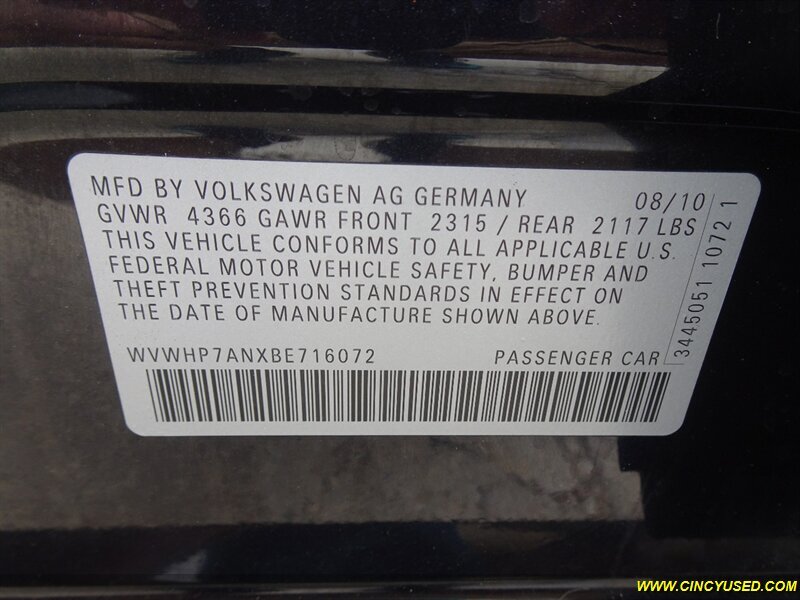 MFD BY VOLKSWAGEN AG GERMANY 08/10
GVWR 4366 GAWR FRONT 2315 / REAR 2117 LBS
THIS VEHICLE CONFORMS TO ALL APPLICABLE U.S.
FEDERAL MOTOR VEHICLE SAFETY, BUMPER AND
THEFT PREVENTION STANDARDS IN EFFECT ON
THE DATE OF MANUFACTURE SHOWN ABOVE.
WVWHP7ANXBE716072 PASSENGER CAR
3445051 1072 1
WWW.CINCYUSED.COM